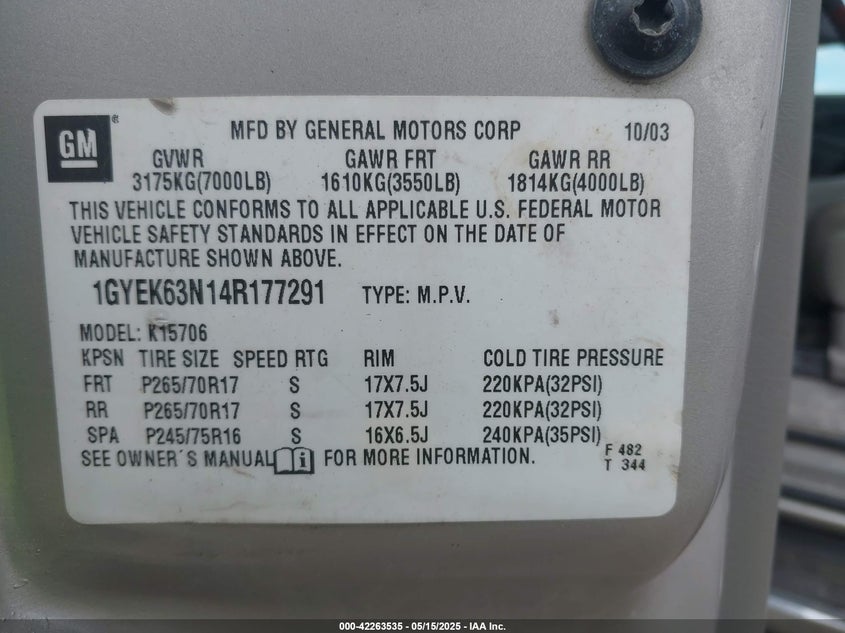 GM®
MFD BY GENERAL MOTORS CORP 10/03
GVWR GAWR FRT GAWR RR
3175KG(7000LB) 1610KG(3550LB) 1814KG(4000LB)
THIS VEHICLE CONFORMS TO ALL APPLICABLE U.S. FEDERAL MOTOR
VEHICLE SAFETY STANDARDS IN EFFECT ON THE DATE OF
MANUFACTURE SHOWN ABOVE.
1GYEK63N14R177291 TYPE: M.P.V.
MODEL: K15706
KPSN TIRE SIZE SPEED RTG RIM COLD TIRE PRESSURE
FRT P265/70R17 S 17X7.5J 220KPA(32PSI)
RR P265/70R17 S 17X7.5J 220KPA(32PSI)
SPA P245/75R16 S 16X6.5J 240KPA(35PSI)
SEE OWNER´S MANUAL i FOR MORE INFORMATION.
F 482
T 344
000-42263535 - 05/15/2025 - IAA Inc.